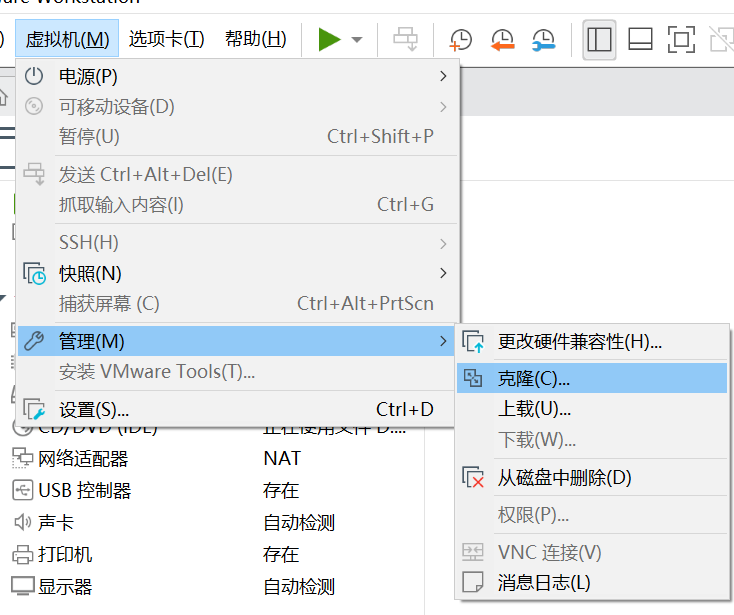 ware Workstation
) 虚拟机(M) 选项卡(T) 帮助(H)
电源(P)
可移动设备(D)
暂停(U) Ctrl+Shift+P
发送 Ctrl+Alt+Del(E)
抓取输入内容(I) Ctrl+G
SSH(H)
快照(N)
捕获屏幕 (C) Ctrl+Alt+PrtScn
管理(M)
安装 VMware Tools(T)...
设置(S)... Ctrl+D
更改硬件兼容性(H)...
克隆(C)...
上载(U)...
下载(W)...
从磁盘中删除(D)
权限(P)...
VNC 连接(V)
消息日志(L)
CD/DVD (IDE) 正在使用文件 D:...
网络适配器 NAT
USB 控制器 存在
声卡 自动检测
打印机 存在
显示器 自动检测